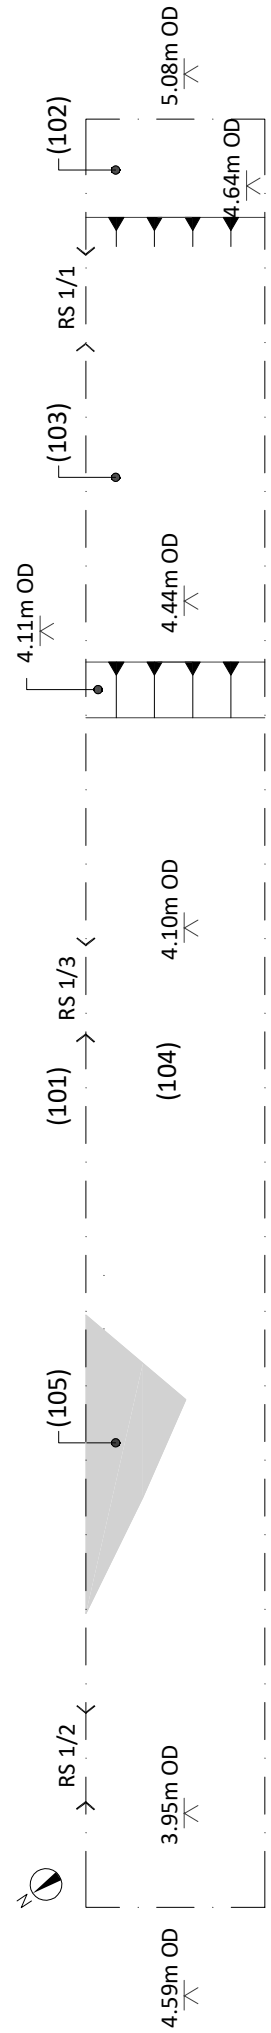 5.08m OD
(102)
4.64m OD
RS 1/1
(103)
4.44m OD
4.11m OD
4.10m OD
RS 1/3
(101)
(104)
(105)
RS 1/2
3.95m OD
N
4.59m OD